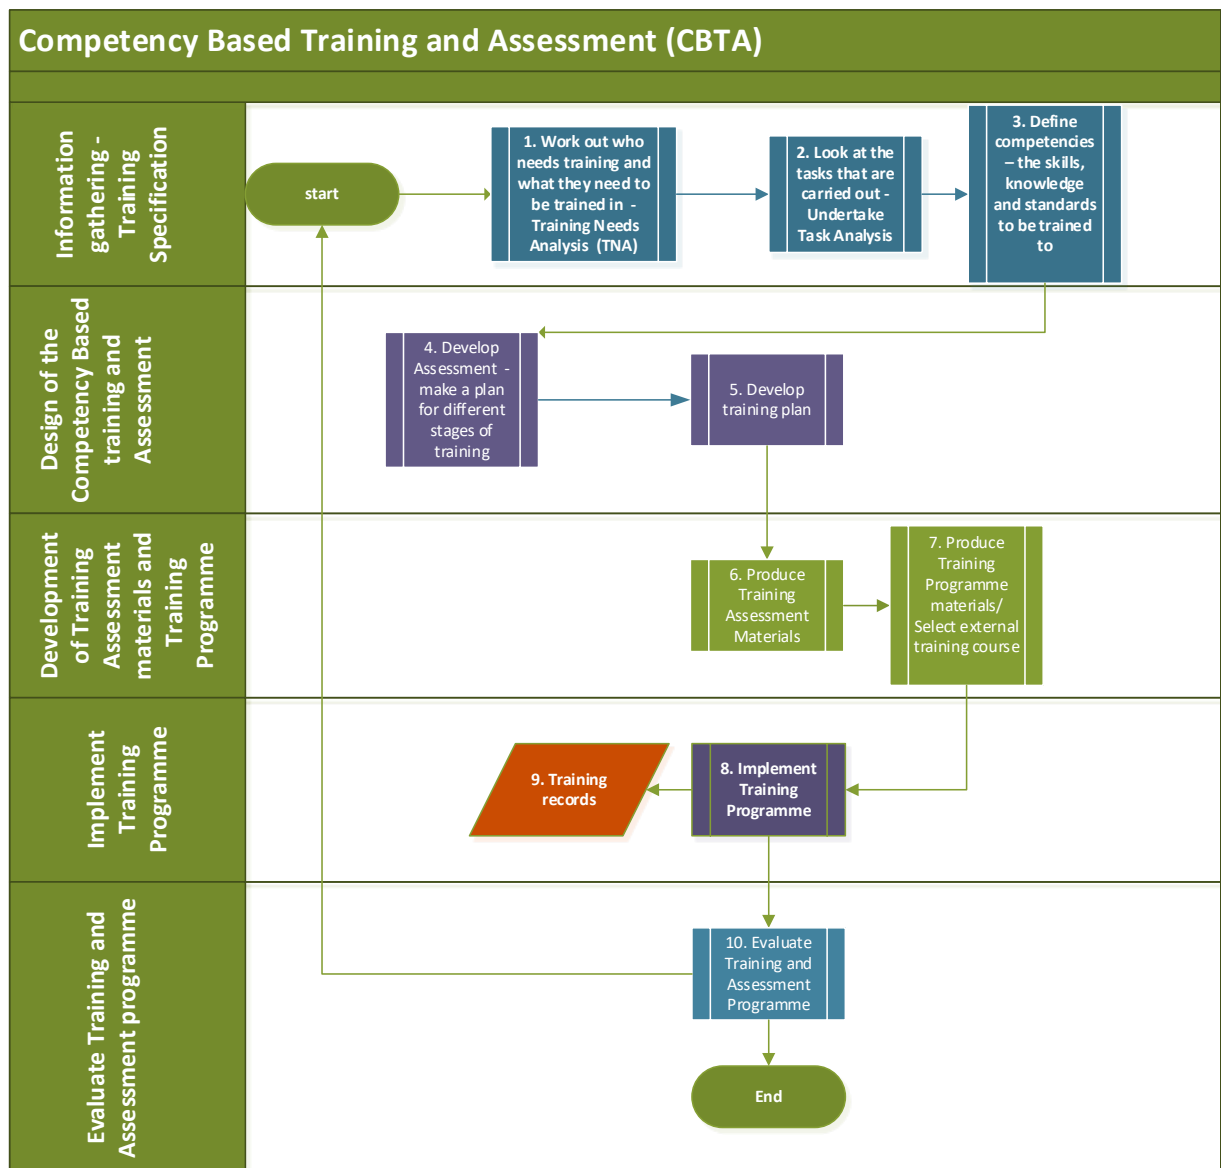 Competency Based Training and Assessment (CBTA)
Information
gathering -
Training
Specification
start
1. Work out who
needs training and
what they need to
be trained in  -
Training Needs
Analysis  (TNA)
2. Look at the
tasks that are
carried out -
Undertake
Task Analysis
3. Define
competencies
– the skills,
knowledge
and standards
to be trained
to
Design of the
Competency Based
training and
Assessment
4. Develop
Assessment  -
make a plan
for different
stages of
training
5. Develop
training plan
Development
of Training
Assessment
materials and
Training
Programme
6. Produce
Training
Assessment
Materials
7. Produce
Training
Programme
materials/
Select external
training course
Implement
Training
Programme
9. Training
records
8. Implement
Training
Programme
Evaluate Training and
Assessment programme
10. Evaluate
Training and
Assessment
Programme
End